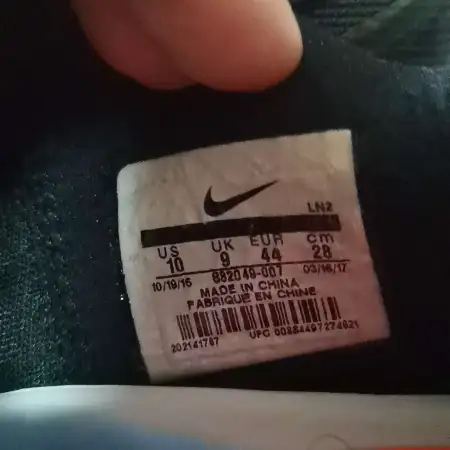 LN2
US UK EUR cm
10 9 44 28
10/19/16 882049-007 03/16/17
MADE IN CHINA
FABRIQUE EN CHINE
202141787 UPC 00884497274621